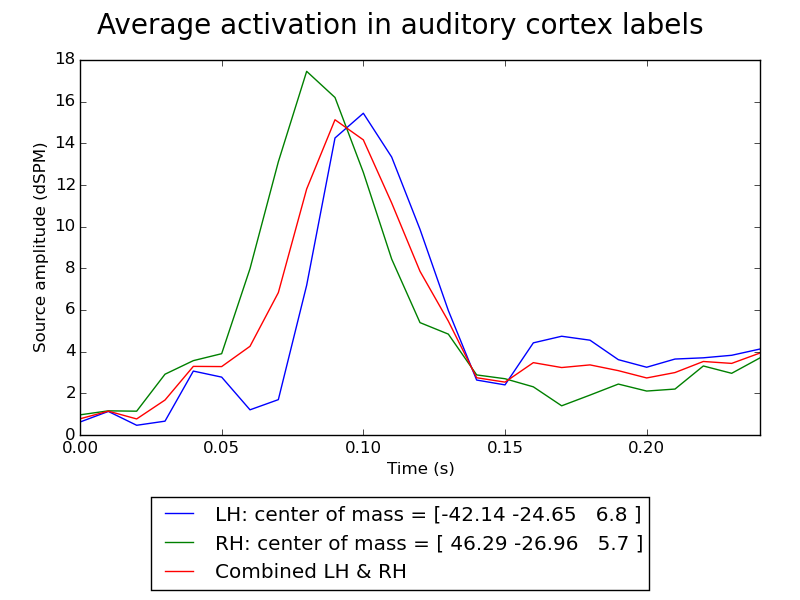 Average activation in auditory cortex labels
Source amplitude (dSPM)
18
16
14
12
10
8
6
4
2
0
0.00 0.05 0.10 0.15 0.20
Time (s)
LH: center of mass = [-42.14 -24.65   6.8 ]
RH: center of mass = [ 46.29 -26.96   5.7 ]
Combined LH & RH